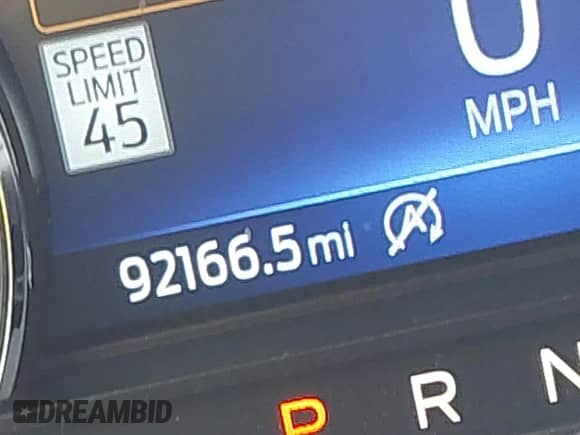 SPEED
LIMIT
45
0
MPH
92166.5 mi
A
P R N
DREAMBID